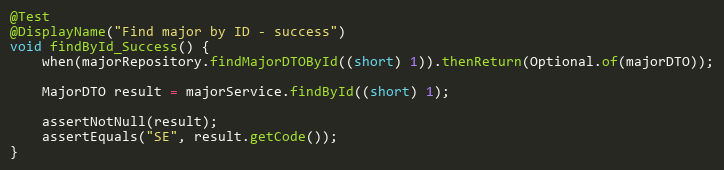 @Test
@DisplayName("Find major by ID - success")
void findById_Success() {
    when(majorRepository.findMajorDTOById((short) 1)).thenReturn(Optional.of(majorDTO));
    MajorDTO result = majorService.findById((short) 1);
    assertNotNull(result);
    assertEquals("SE", result.getCode());
}